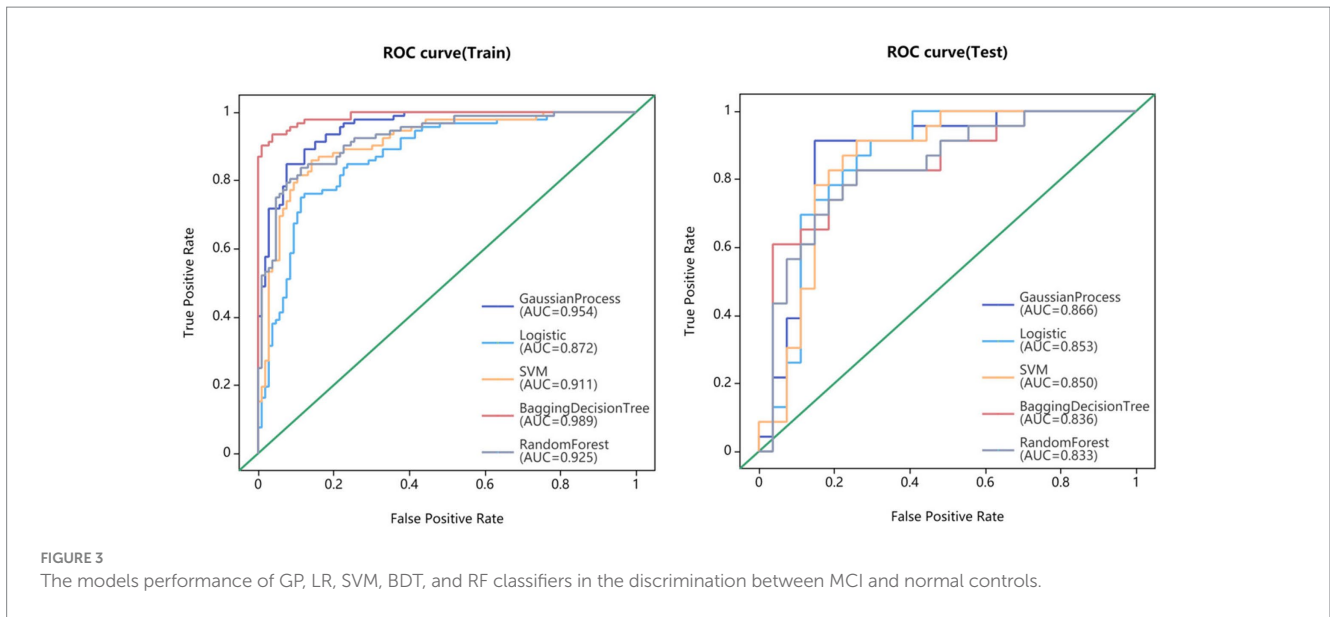 ROC curve(Train)
1
0.8
0.6
0.4
0.2
0
True Positive Rate
GaussianProcess
(AUC=0.954)
Logistic
(AUC=0.872)
SVM
(AUC=0.911)
BaggingDecisionTree
(AUC=0.989)
RandomForest
(AUC=0.925)
0
0.2
0.4
0.6
0.8
1
False Positive Rate
ROC curve(Test)
1
0.8
0.6
0.4
0.2
0
True Positive Rate
GaussianProcess
(AUC=0.866)
Logistic
(AUC=0.853)
SVM
(AUC=0.850)
BaggingDecisionTree
(AUC=0.836)
RandomForest
(AUC=0.833)
0
0.2
0.4
0.6
0.8
1
False Positive Rate
FIGURE 3
The models performance of GP, LR, SVM, BDT, and RF classifiers in the discrimination between MCI and normal controls.